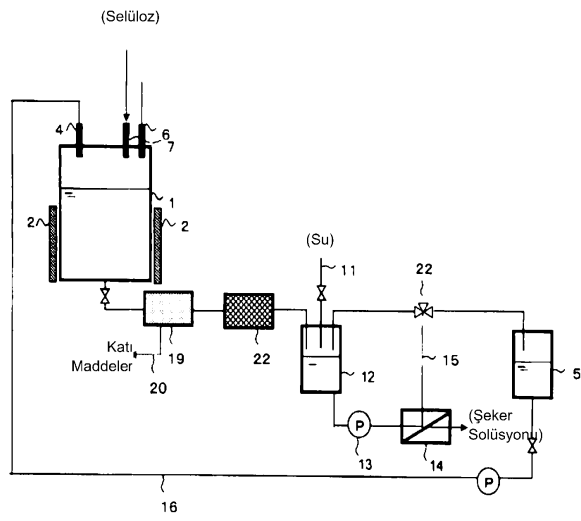 (Selüloz)
4
6
7
1
2
2
(Su)
11
22
Katı
Maddeler
19
20
22
12
15
5
(Şeker
Solüsyonu)
P
13
14
16
P